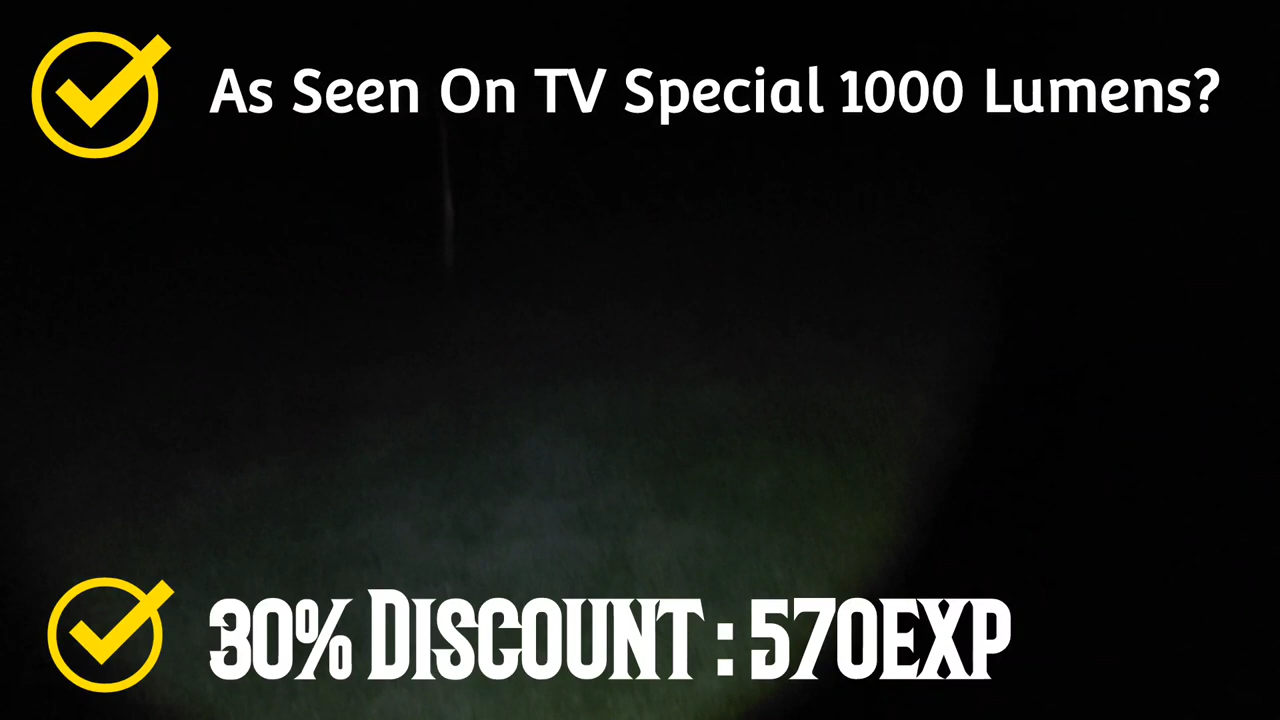 As Seen On TV Special 1000 Lumens?
30% Discount : 570EXP